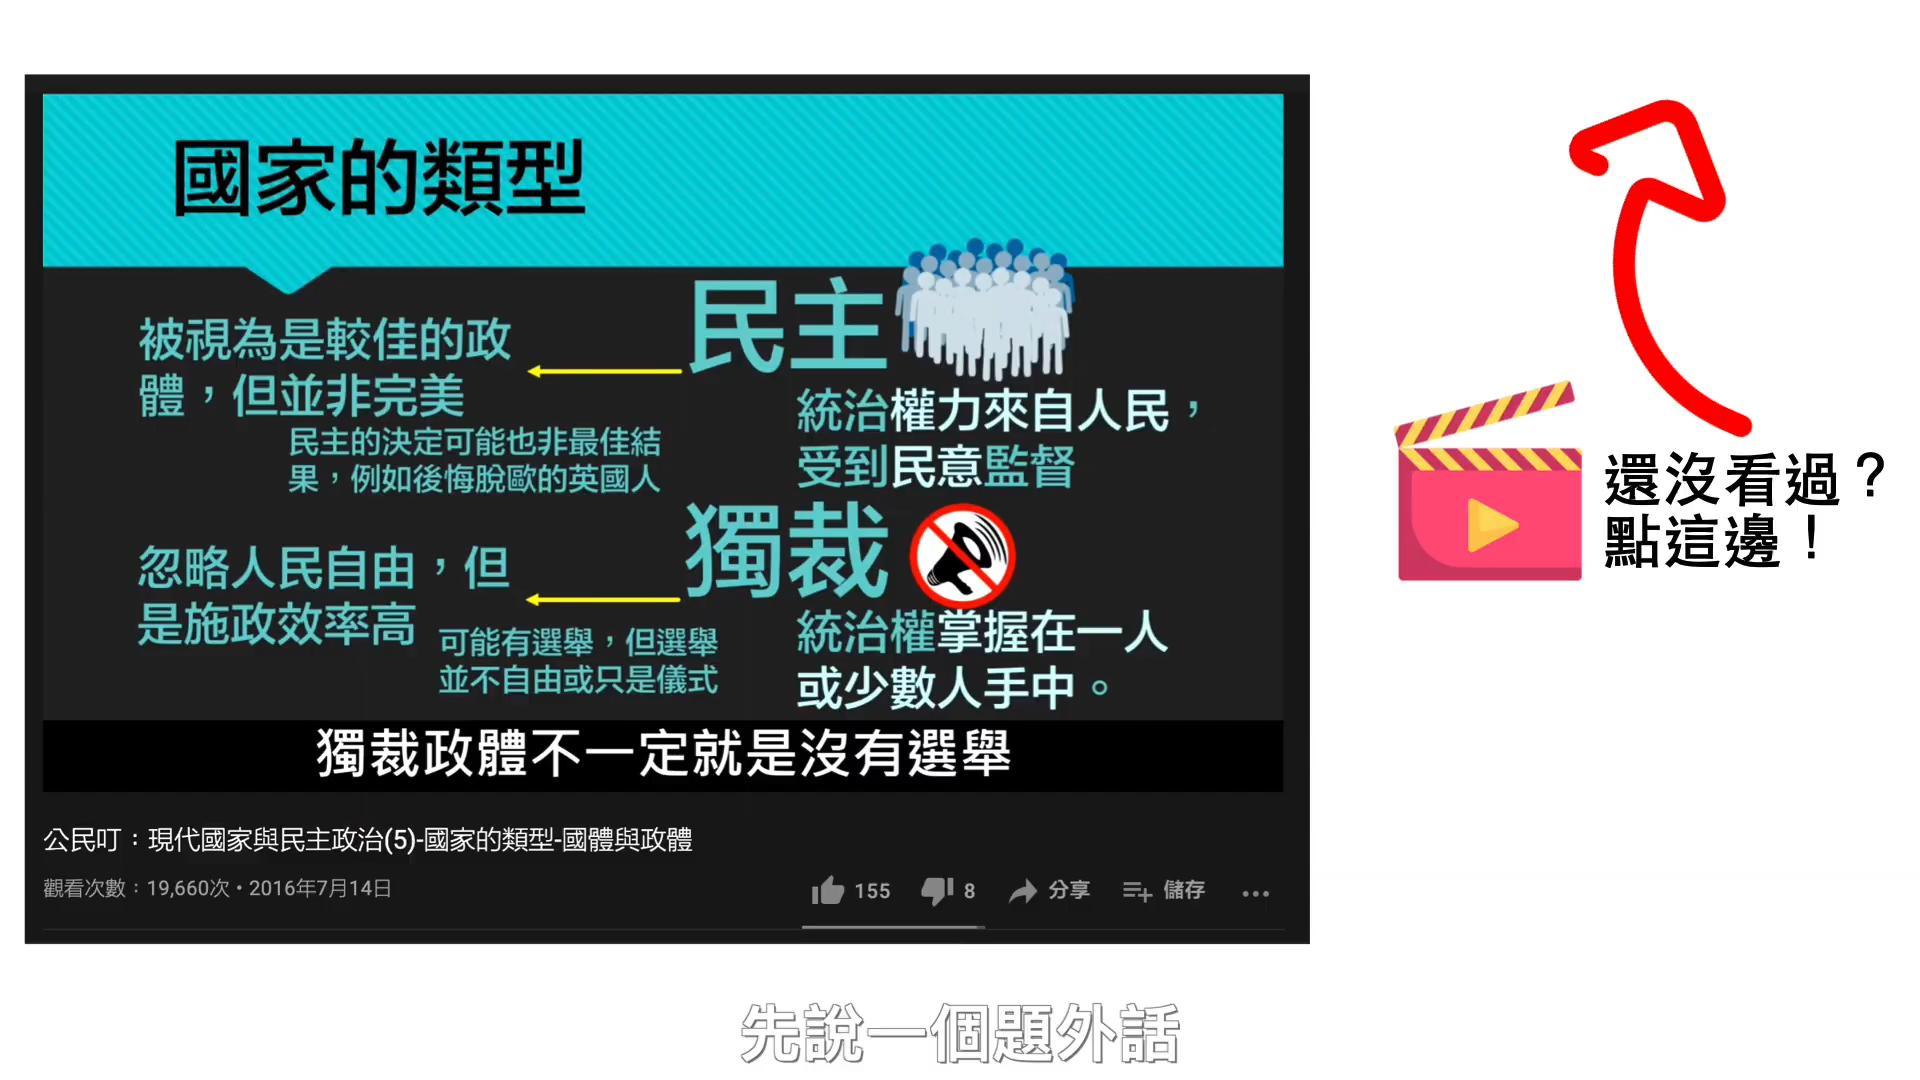 國家的類型
民主
被視為是較佳的政
體，但並非完美
民主的決定可能也非最佳結
果，例如後悔脫歐的英國人
統治權力來自人民，
受到民意監督
獨裁
忽略人民自由，但
是施政效率高
可能有選舉，但選舉
並不自由或只是儀式
統治權掌握在一人
或少數人手中。
獨裁政體不一定就是沒有選舉
公民叮：現代國家與民主政治(5)-國家的類型-國體與政體
觀看次數：19,660次 • 2016年7月14日
155
8
分享
儲存
還沒看過？
點這邊！
先說一個題外話